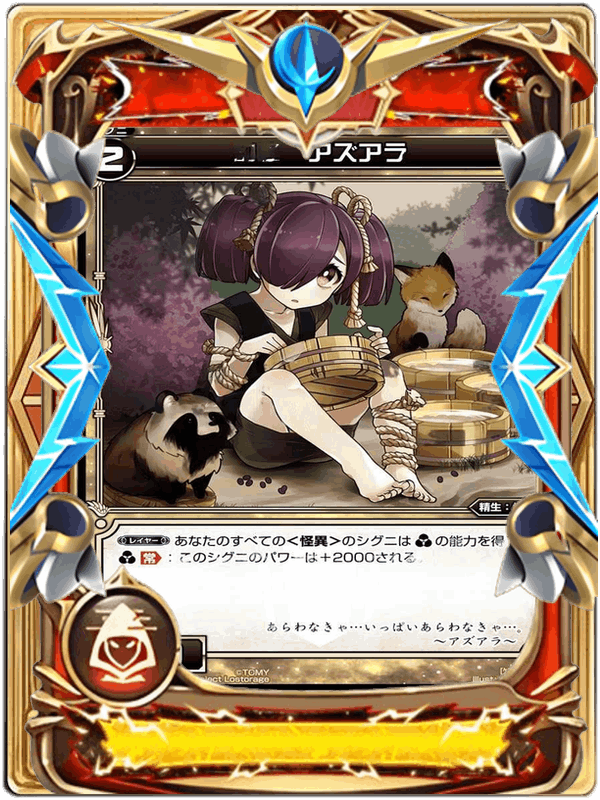 2
アズアラ
精生：
レイヤー あなたのすべての＜怪異＞のシグニは の能力を得
常：このシグニのパワーは＋2000される。
あらわなきゃ…いっぱいあらわなきゃ…。
～アズアラ～
©TOMY
ect Lostorage
Illust